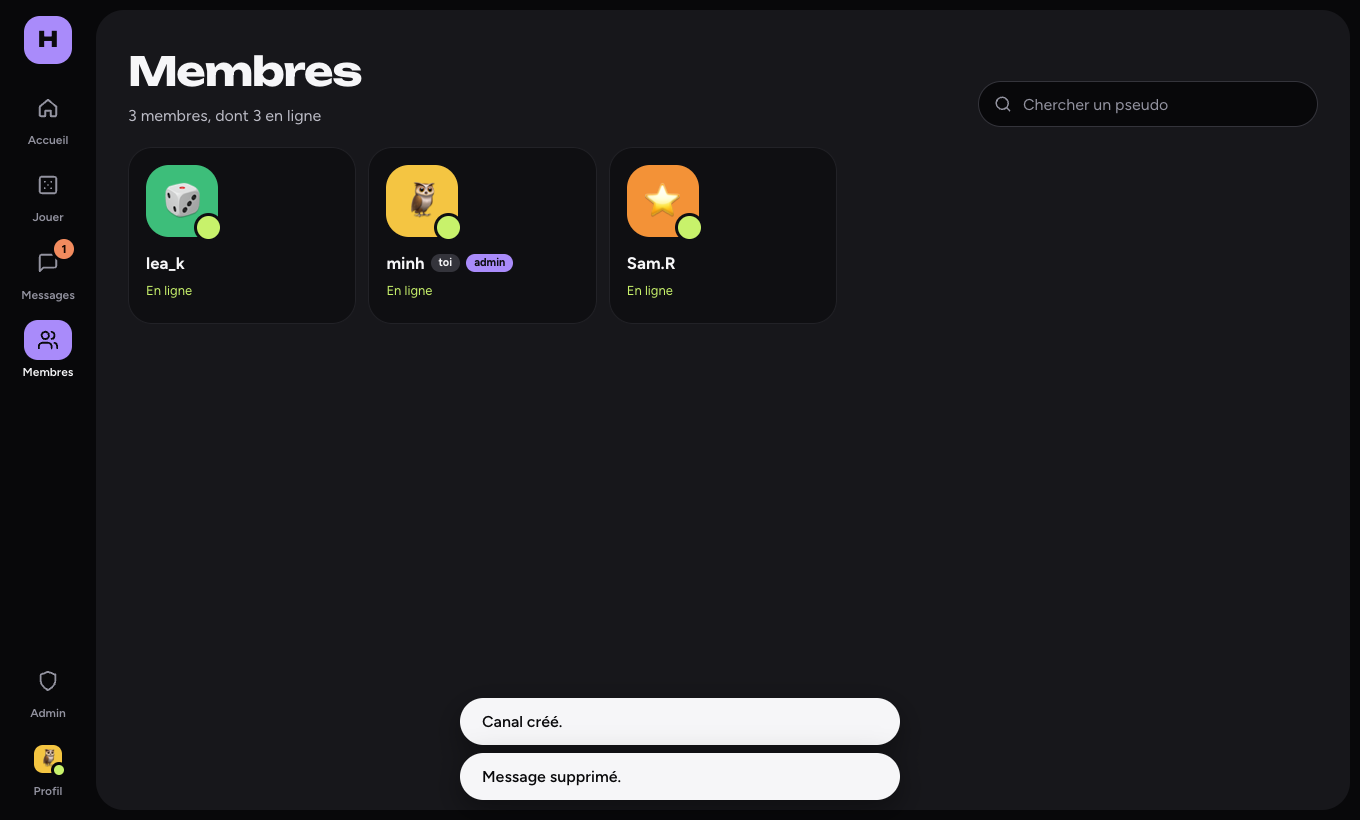 H
Accueil
Jouer
1
Messages
Membres
Admin
Profil
Membres
3 membres, dont 3 en ligne
Chercher un pseudo
lea_k
En ligne
minh toi admin
En ligne
Sam.R
En ligne
Canal créé.
Message supprimé.